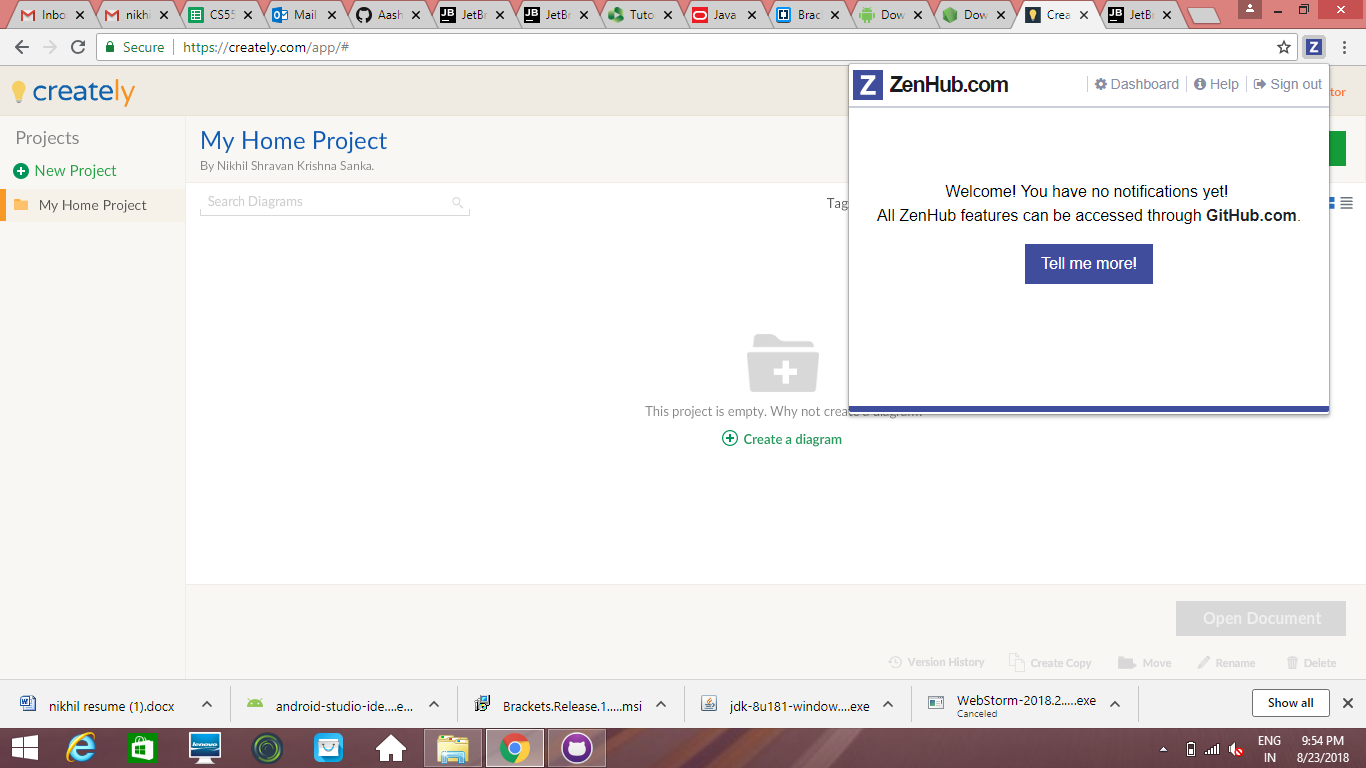 Inbo
nikhi
CS55
Mail
Aash
JetBr
JetBr
Tuto
Java
Brac
Dow
Dow
Crea
JetBr
Secure
https://creately.com/app/#
creately
Z ZenHub.com
Dashboard
Help
Sign out
tor
Projects
New Project
My Home Project
My Home Project
By Nikhil Shravan Krishna Sanka.
Search Diagrams
Tag
Welcome! You have no notifications yet!
All ZenHub features can be accessed through GitHub.com.
Tell me more!
This project is empty. Why not create a diagram?
Create a diagram
Open Document
Version History
Create Copy
Move
Rename
Delete
nikhil resume (1).docx
android-studio-ide....e...
Brackets.Release.1.....msi
jdk-8u181-window....exe
WebStorm-2018.2.....exe
Canceled
Show all
lenovo
ENG
IN
9:54 PM
8/23/2018